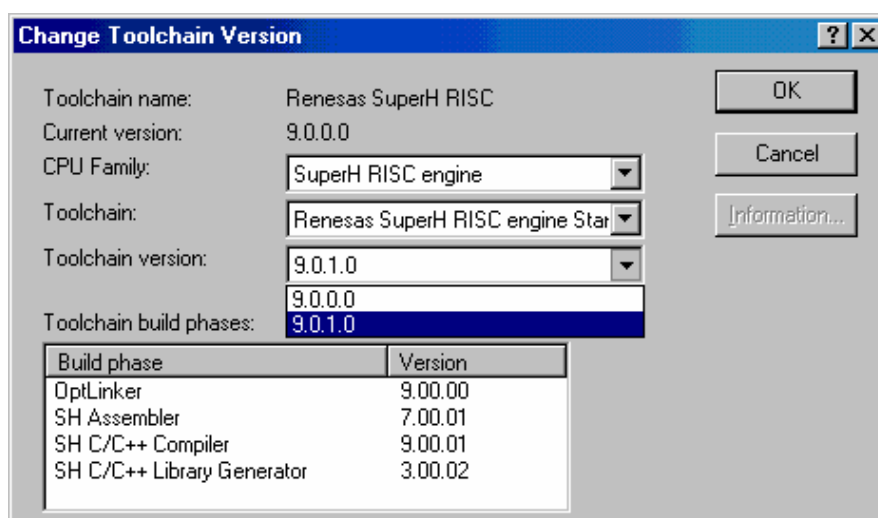 Change Toolchain Version
Toolchain name: Renesas SuperH RISC
Current version: 9.0.0.0
CPU Family: SuperH RISC engine
Toolchain: Renesas SuperH RISC engine Star
Toolchain version: 9.0.1.0
9.0.0.0
Toolchain build phases: 9.0.1.0
Build phase Version
OptLinker 9.00.00
SH Assembler 7.00.01
SH C/C++ Compiler 9.00.01
SH C/C++ Library Generator 3.00.02
OK
Cancel
Information...